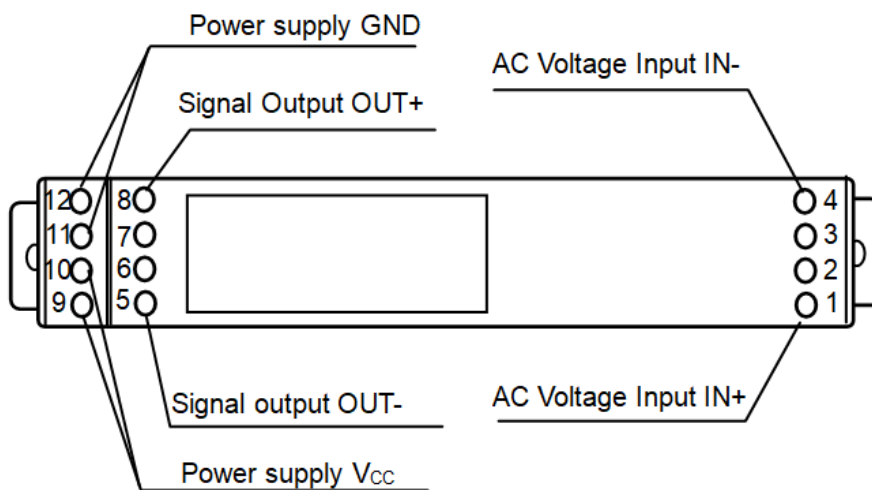 Power supply GND
AC Voltage Input IN-
Signal Output OUT+
12 8 4
11 7 3
10 6 2
9 5 1
Signal output OUT-
AC Voltage Input IN+
Power supply Vcc